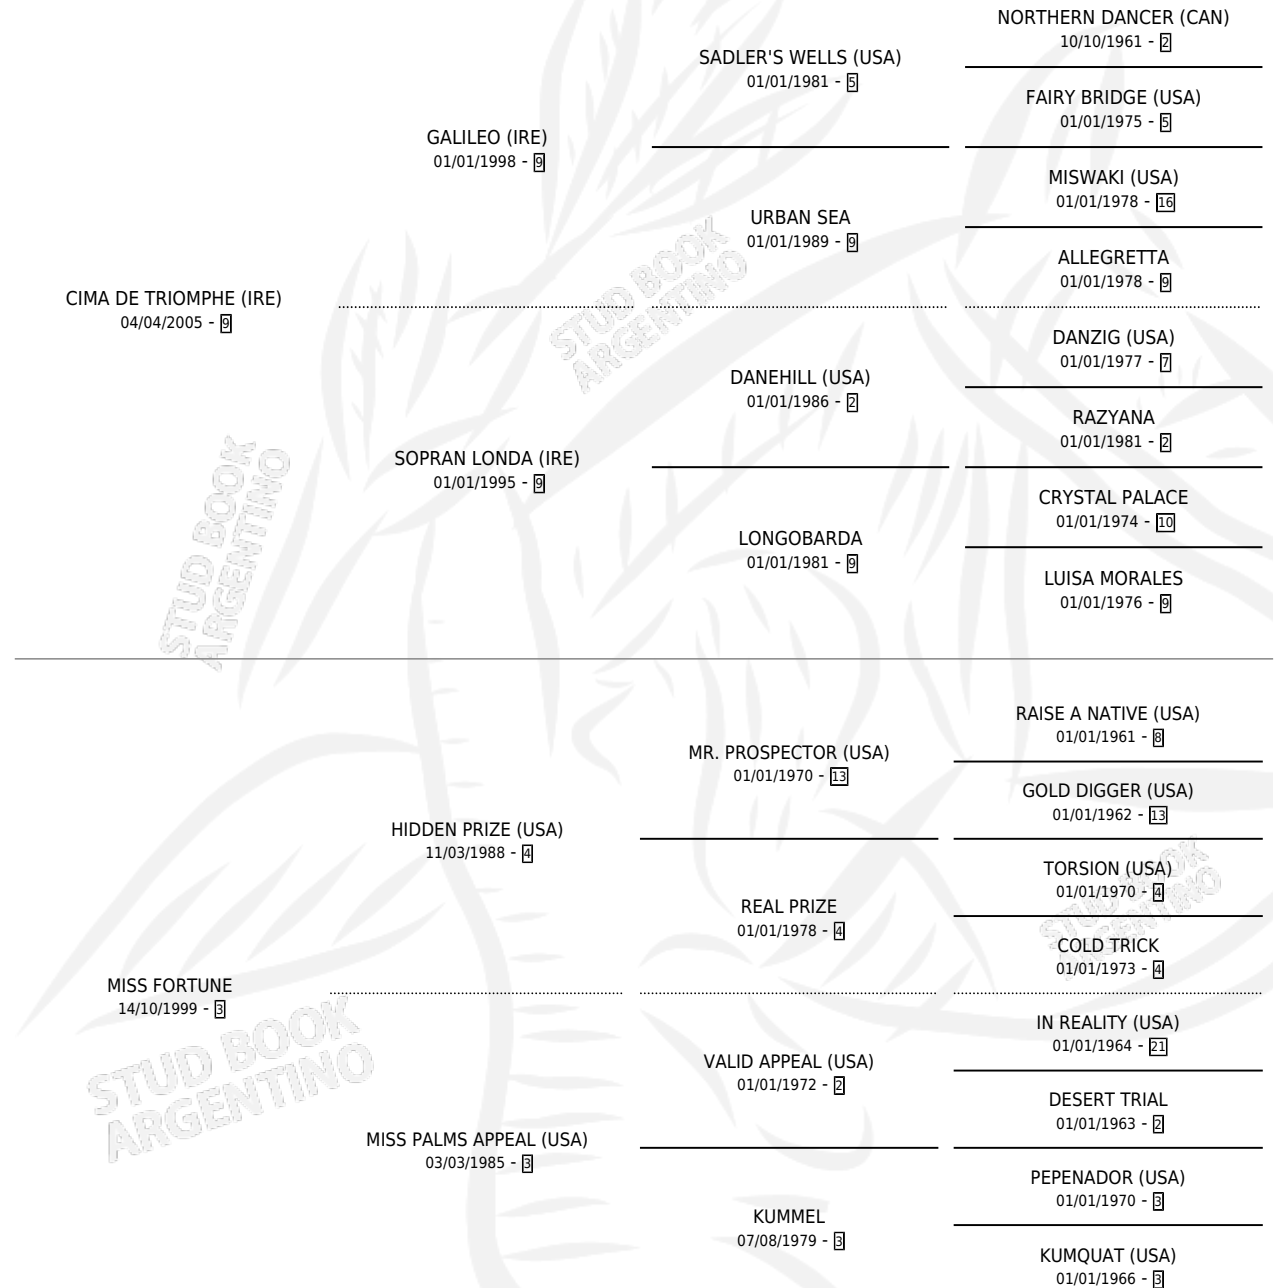 NORTHERN DANCER (CAN)
10/10/1961 - 2
SADLER'S WELLS (USA)
01/01/1981 - 5
FAIRY BRIDGE (USA)
01/01/1975 - 5
GALILEO (IRE)
01/01/1998 - 9
MISWAKI (USA)
01/01/1978 - 16
URBAN SEA
01/01/1989 - 9
ALLEGRETTA
01/01/1978 - 9
CIMA DE TRIOMPHE (IRE)
04/04/2005 - 9
DANZIG (USA)
01/01/1977 - 7
DANEHILL (USA)
01/01/1986 - 2
RAZYANA
01/01/1981 - 2
SOPRAN LONDA (IRE)
01/01/1995 - 9
CRYSTAL PALACE
01/01/1974 - 10
LONGOBARDA
01/01/1981 - 9
LUISA MORALES
01/01/1976 - 9
RAISE A NATIVE (USA)
01/01/1961 - 8
MR. PROSPECTOR (USA)
01/01/1970 - 13
GOLD DIGGER (USA)
01/01/1962 - 13
HIDDEN PRIZE (USA)
11/03/1988 - 4
TORSION (USA)
01/01/1970 - 4
REAL PRIZE
01/01/1978 - 4
COLD TRICK
01/01/1973 - 4
MISS FORTUNE
14/10/1999 - 3
IN REALITY (USA)
01/01/1964 - 21
VALID APPEAL (USA)
01/01/1972 - 2
DESERT TRIAL
01/01/1963 - 2
MISS PALMS APPEAL (USA)
03/03/1985 - 3
PEPENADOR (USA)
01/01/1970 - 3
KUMMEL
07/08/1979 - 3
KUMQUAT (USA)
01/01/1966 - 3
STUD BOOK
ARGENTINO
STUD BOOK
ARGENTINO
STUD BOOK
ARGENTINO
STUD BOOK
ARGENTINO